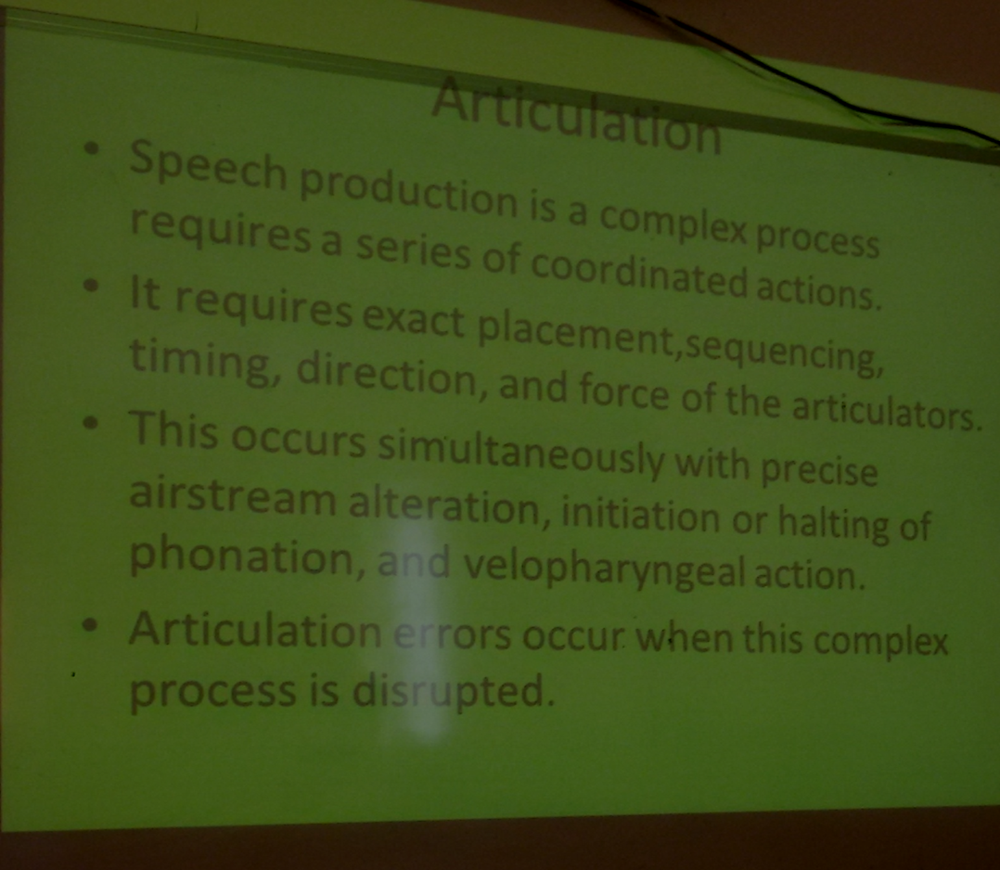 Articulation
• Speech production is a complex process
requires a series of coordinated actions.
• It requires exact placement,sequencing,
timing, direction, and force of the articulators.
• This occurs simultaneously with precise
airstream alteration, initiation or halting of
phonation, and velopharyngeal action.
• Articulation errors occur when this complex
process is disrupted.